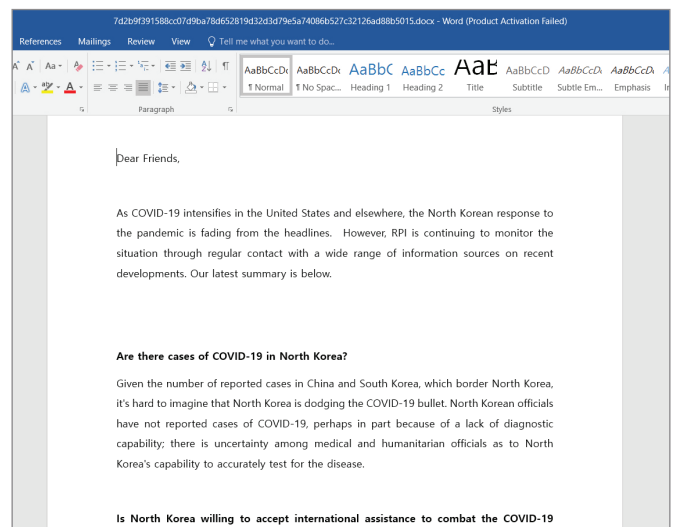 7d2b9f391588cc07d9ba78d652819d32d3d79e5a74086b527c32126ad88b5015.docx - Word (Product Activation Failed)
References Mailings Review View Tell me what you want to do...
Aa
AaBbCcDc AaBbCcDc AaBbC AaBbCc AaB AaBbCcD AaBbCcDt AaBbCcDt
¶ Normal ¶ No Spac... Heading 1 Heading 2 Title Subtitle Subtle Em... Emphasis
Paragraph Styles
Dear Friends,
As COVID-19 intensifies in the United States and elsewhere, the North Korean response to
the pandemic is fading from the headlines. However, RPI is continuing to monitor the
situation through regular contact with a wide range of information sources on recent
developments. Our latest summary is below.
Are there cases of COVID-19 in North Korea?
Given the number of reported cases in China and South Korea, which border North Korea,
it's hard to imagine that North Korea is dodging the COVID-19 bullet. North Korean officials
have not reported cases of COVID-19, perhaps in part because of a lack of diagnostic
capability; there is uncertainty among medical and humanitarian officials as to North
Korea's capability to accurately test for the disease.
Is North Korea willing to accept international assistance to combat the COVID-19